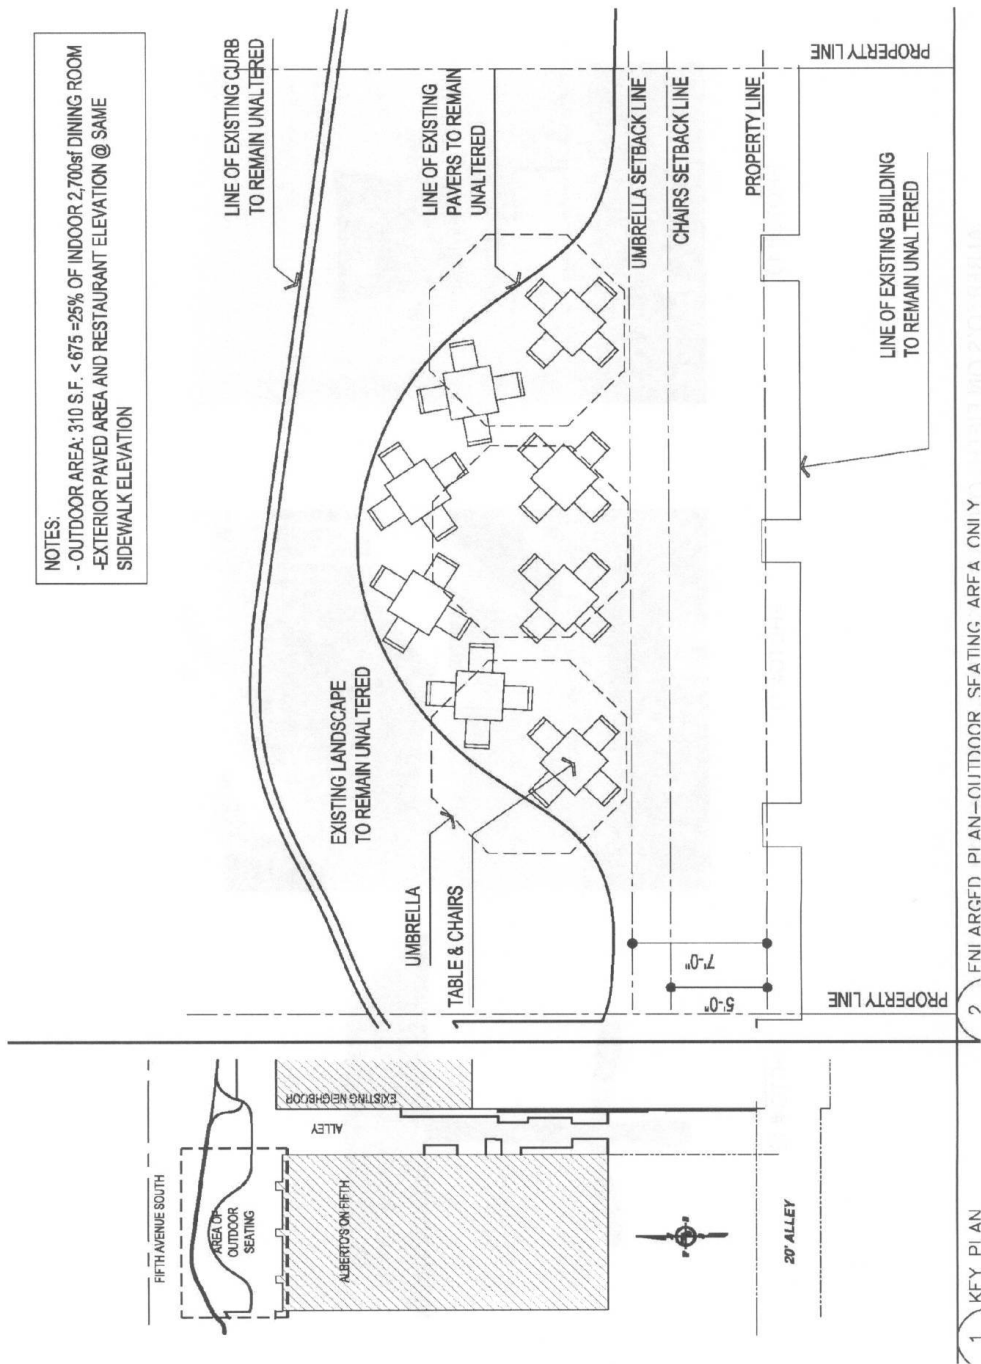 NOTES:
- OUTDOOR AREA: 310 S.F. < 675 =25% OF INDOOR 2,700sf DINING ROOM
-EXTERIOR PAVED AREA AND RESTAURANT ELEVATION @ SAME
SIDEWALK ELEVATION
LINE OF EXISTING CURB
TO REMAIN UNALTERED
LINE OF EXISTING
PAVERS TO REMAIN
UNALTERED
UMBRELLA SETBACK LINE
CHAIRS SETBACK LINE
PROPERTY LINE
PROPERTY LINE
LINE OF EXISTING BUILDING
TO REMAIN UNALTERED
EXISTING LANDSCAPE
TO REMAIN UNALTERED
UMBRELLA
TABLE & CHAIRS
7'-0"
5'-0"
PROPERTY LINE
2 ENLARGED PLAN-OUTDOOR SEATING AREA ONLY
FIFTH AVENUE SOUTH
AREA OF
OUTDOOR
SEATING
ALBERTO'S ON FIFTH
ALLEY
EXISTING NEIGHBOOR
20' ALLEY
1 KEY PLAN